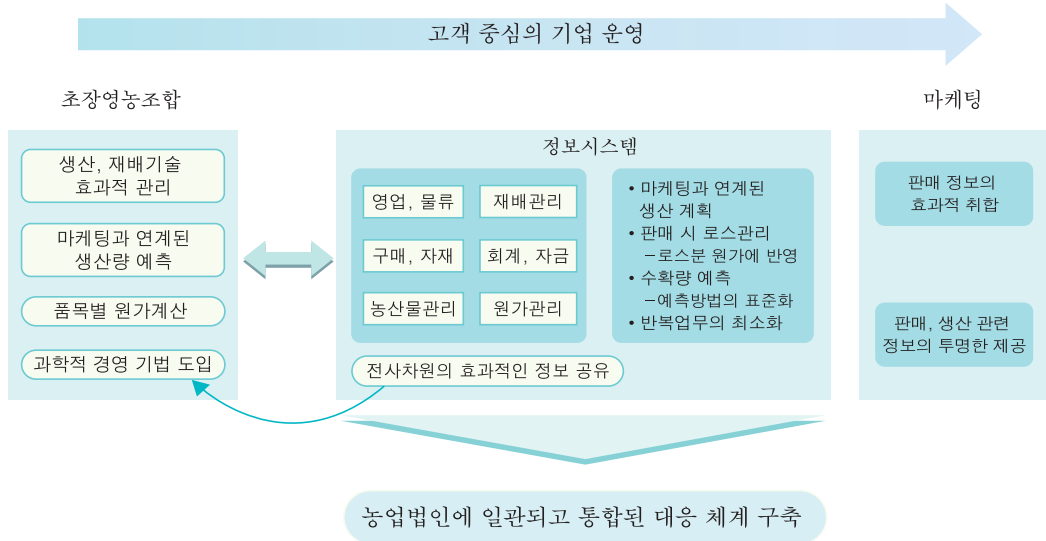 고객 중심의 기업 운영
초장영농조합
생산, 재배기술
효과적 관리
마케팅과 연계된
생산량 예측
품목별 원가계산
과학적 경영 기법 도입
정보시스템
영업, 물류
재배관리
구매, 자재
회계, 자금
농산물관리
원가관리
• 마케팅과 연계된
생산 계획
• 판매 시 로스관리
–로스분 원가에 반영
• 수확량 예측
–예측방법의 표준화
• 반복업무의 최소화
전사차원의 효과적인 정보 공유
마케팅
판매 정보의
효과적 취합
판매, 생산 관련
정보의 투명한 제공
농업법인에 일관되고 통합된 대응 체계 구축